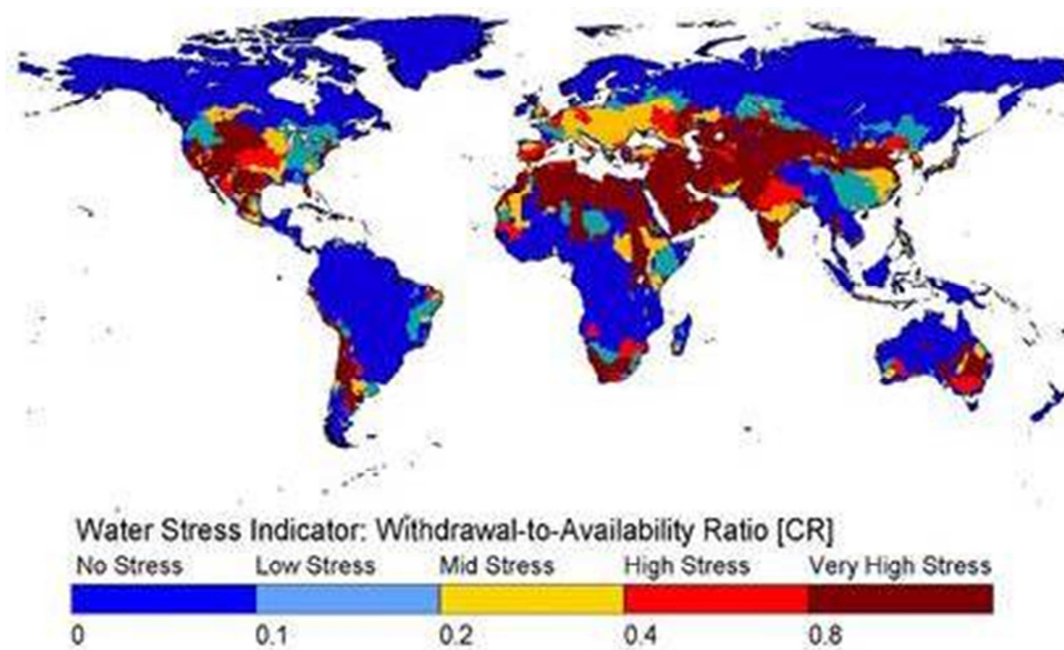 Water Stress Indicator: Withdrawal-to-Availability Ratio [CR]
No Stress Low Stress Mid Stress High Stress Very High Stress
0 0.1 0.2 0.4 0.8